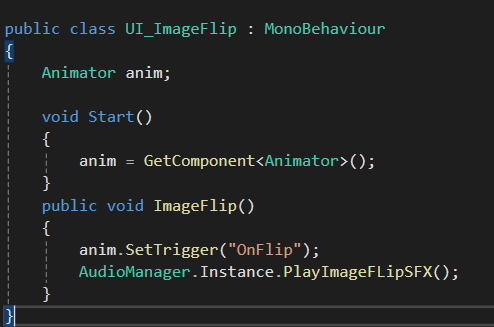 public class UI_ImageFlip : MonoBehaviour
{
    Animator anim;

    void Start()
    {
        anim = GetComponent<Animator>();
    }
    public void ImageFlip()
    {
        anim.SetTrigger("OnFlip");
        AudioManager.Instance.PlayImageFLipSFX();
    }
}